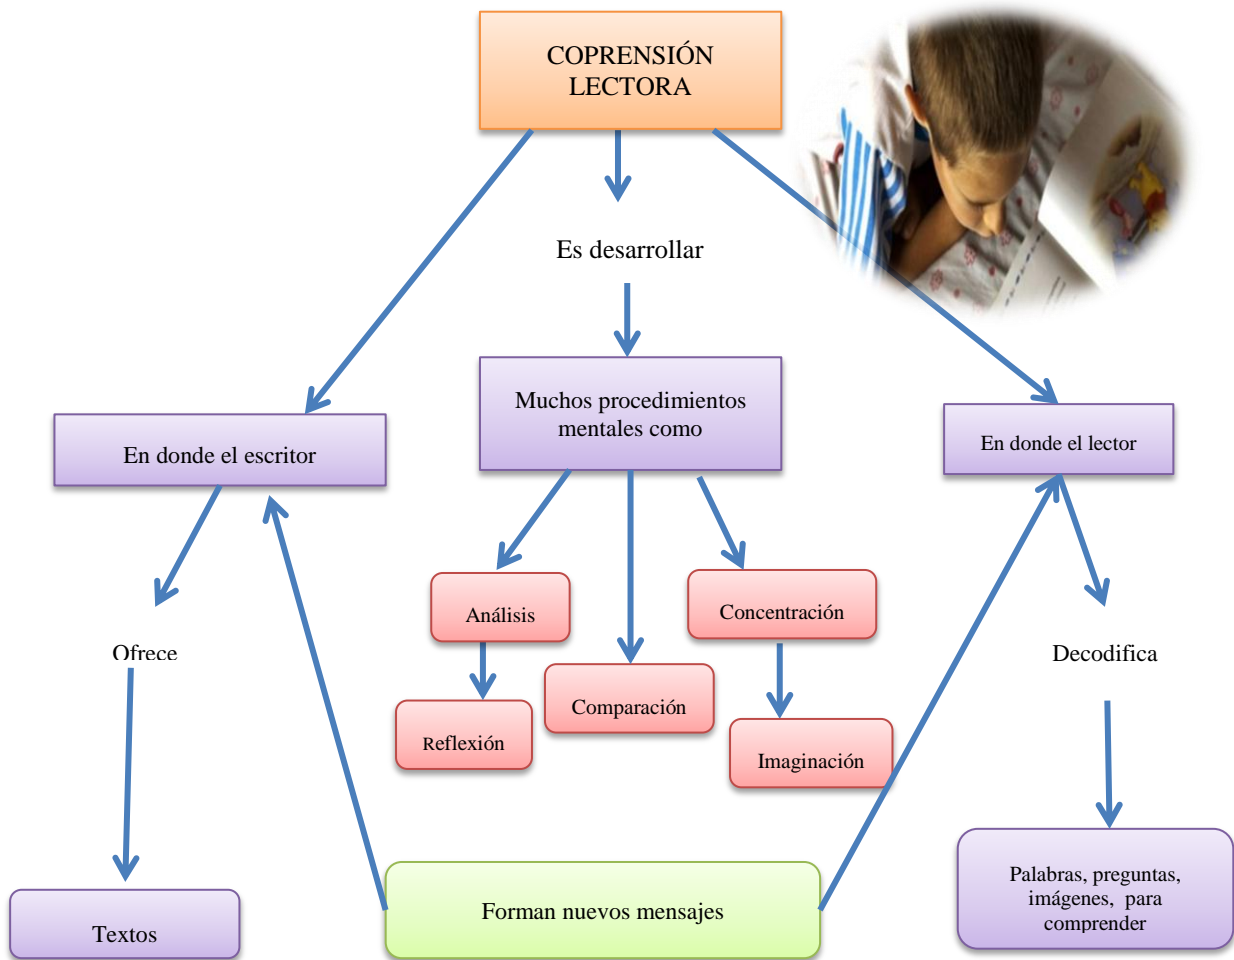 COPRENSIÓN
LECTORA
Es desarrollar
Muchos procedimientos
mentales como
En donde el escritor
En donde el lector
Análisis
Concentración
Ofrece
Decodifica
Comparación
Reflexión
Imaginación
Palabras, preguntas,
imágenes, para
comprender
Forman nuevos mensajes
Textos